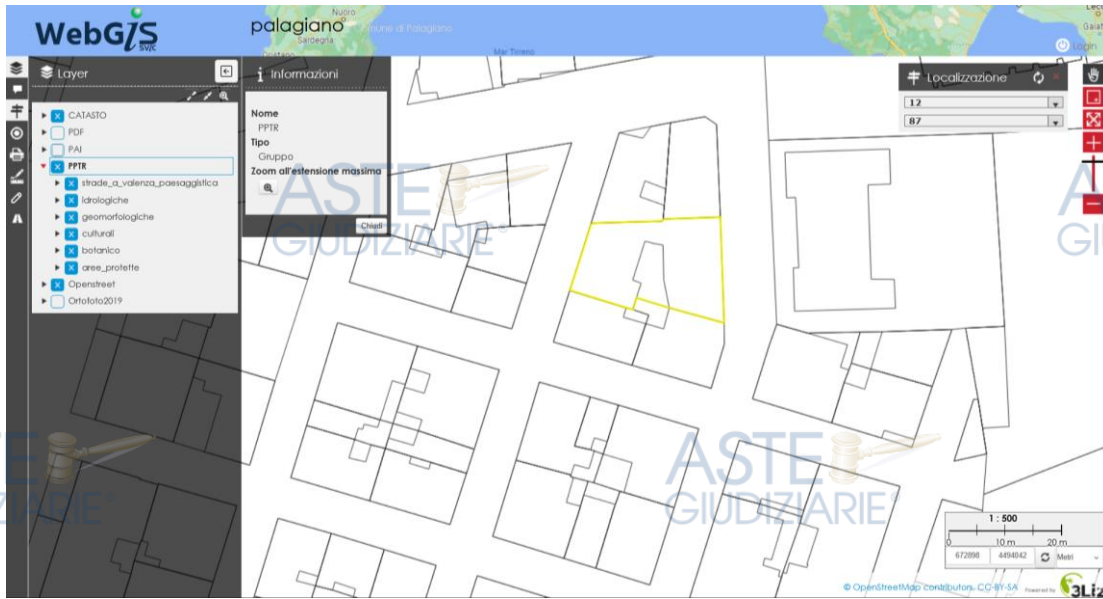 WebGiS
SVIC
palagiano
Comune di Palagiano
Nuoro
Sardegna
Mar Tirreno
Login
Layer
CATASTO
PDF
PAI
PPTR
strade_a_valenza_paesaggistica
idrologiche
geomorfologiche
culturali
botanico
aree_protette
Openstreet
Ortofoto2019
i Informazioni
Nome
PPTR
Tipo
Gruppo
Zoom all'estensione massima
Chiudi
Localizzazione
12
87
ASTE
GIUDIZIARIE®
ASTE
GIUDIZIARIE®
1 : 500
0 10 m 20 m
672898 4494042 Metri
© OpenStreetMap contributors, CC-BY-SA
Powered by 3Liz